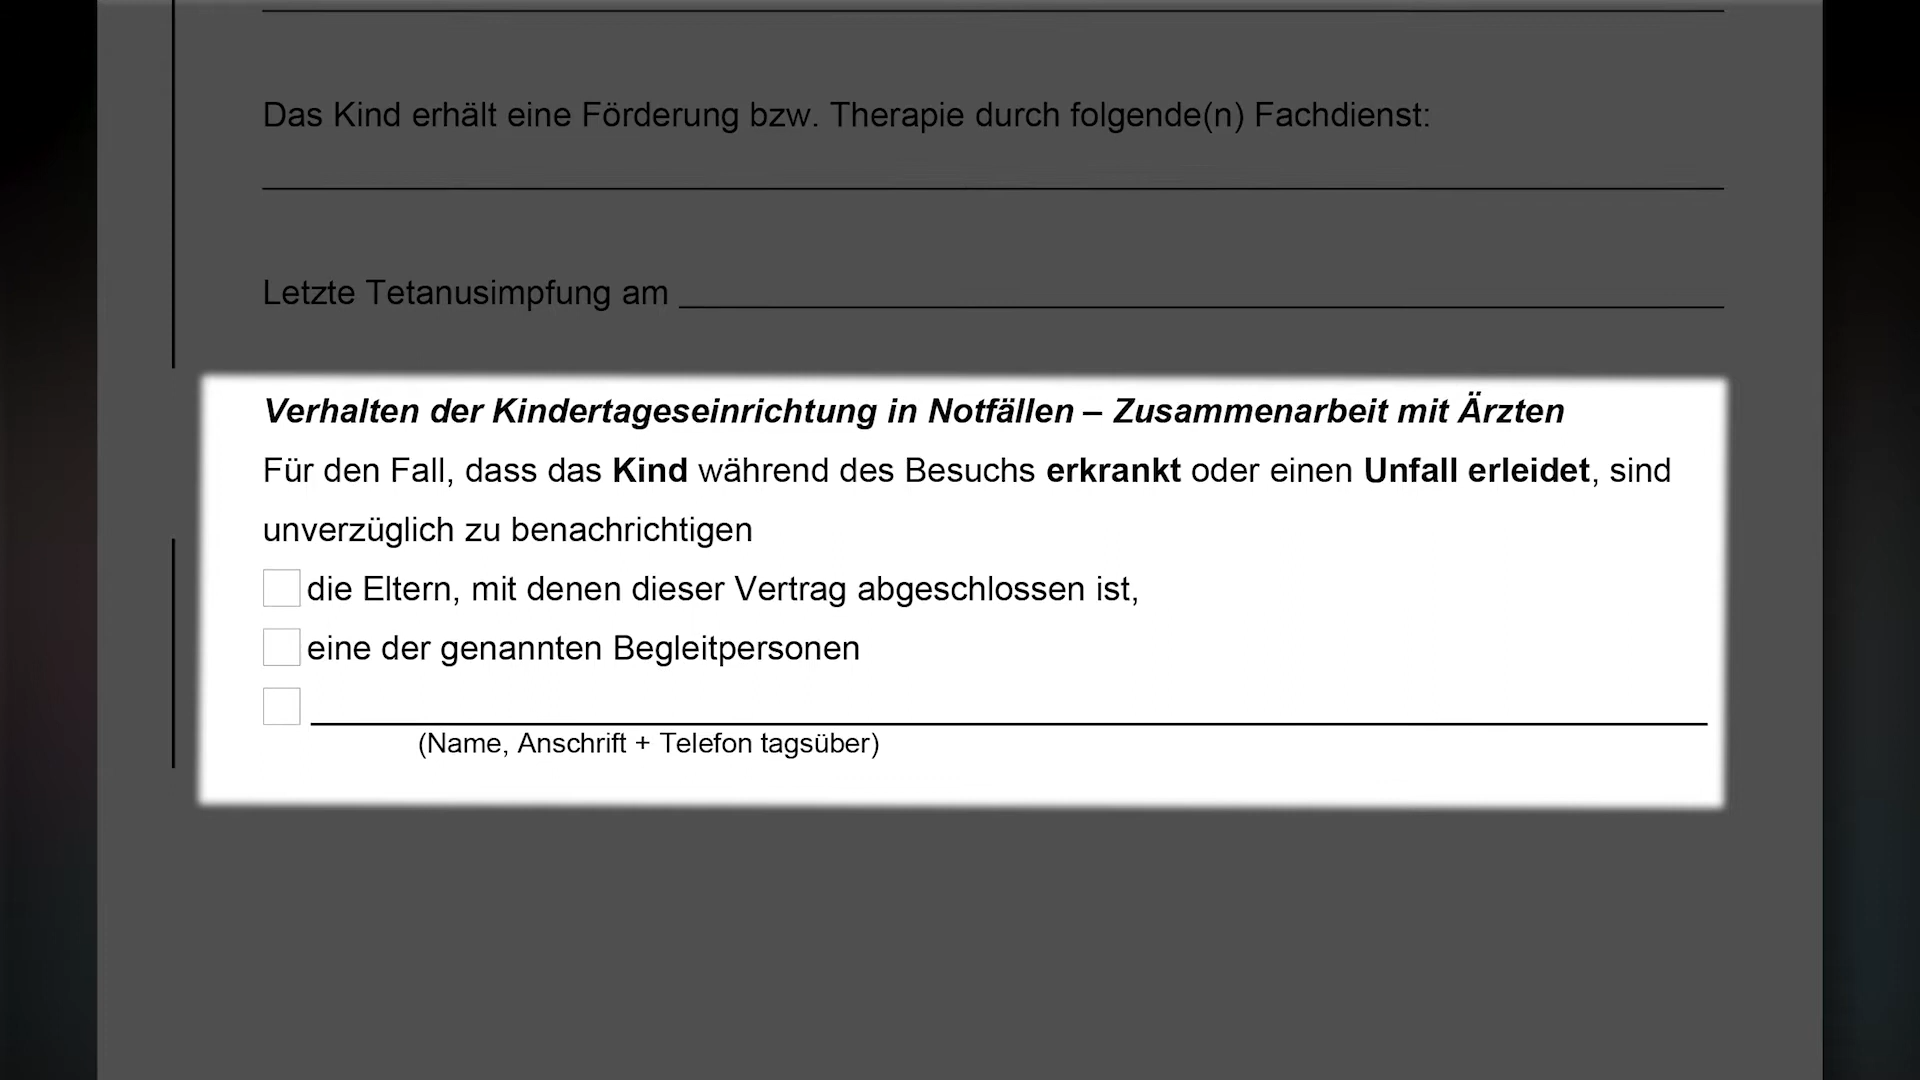 Das Kind erhält eine Förderung bzw. Therapie durch folgende(n) Fachdienst:
Letzte Tetanusimpfung am
Verhalten der Kindertageseinrichtung in Notfällen – Zusammenarbeit mit Ärzten
Für den Fall, dass das Kind während des Besuchs erkrankt oder einen Unfall erleidet, sind
unverzüglich zu benachrichtigen
die Eltern, mit denen dieser Vertrag abgeschlossen ist,
eine der genannten Begleitpersonen
(Name, Anschrift + Telefon tagsüber)